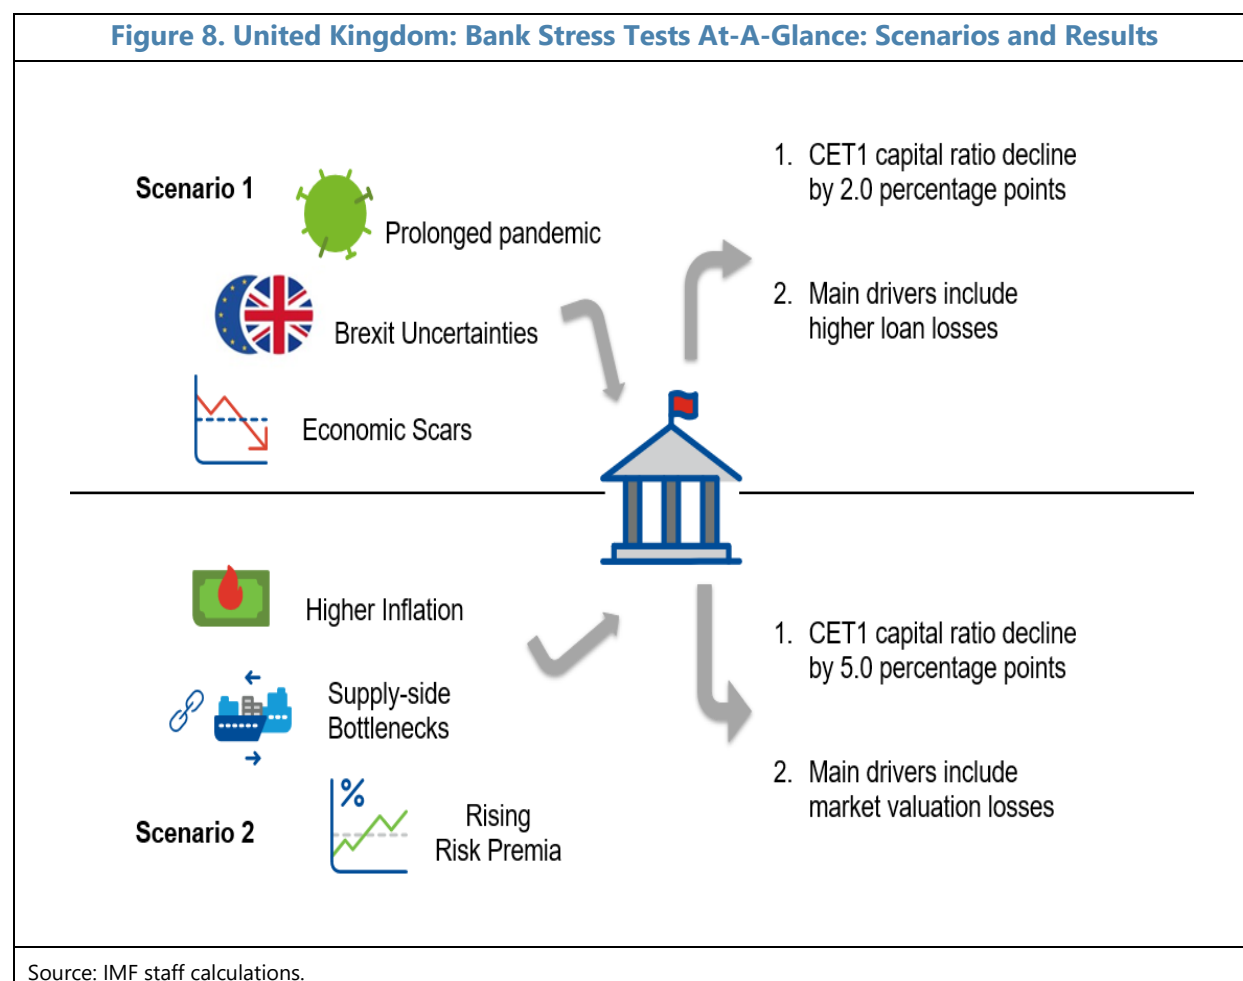 Figure 8. United Kingdom: Bank Stress Tests At-A-Glance: Scenarios and Results
Scenario 1
Prolonged pandemic
Brexit Uncertainties
Economic Scars
1. CET1 capital ratio decline
by 2.0 percentage points
2. Main drivers include
higher loan losses
Higher Inflation
Supply-side
Bottlenecks
%
Rising
Risk Premia
Scenario 2
1. CET1 capital ratio decline
by 5.0 percentage points
2. Main drivers include
market valuation losses
Source: IMF staff calculations.